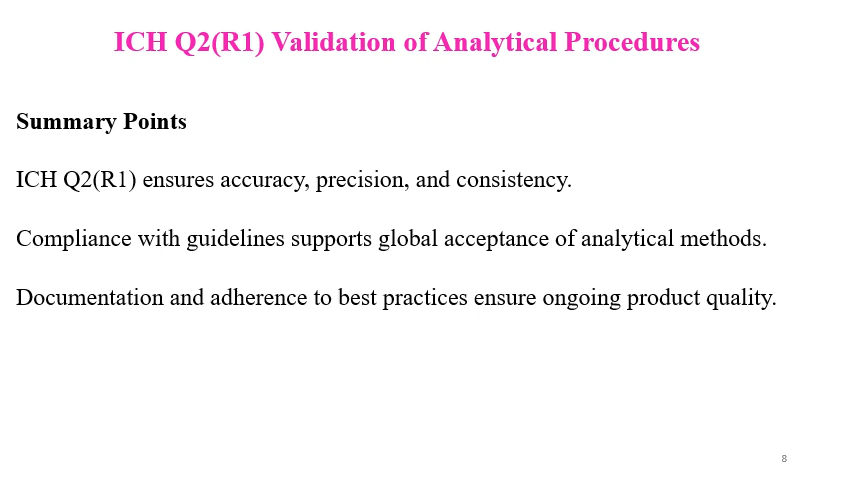 ICH Q2(R1) Validation of Analytical Procedures
Summary Points
ICH Q2(R1) ensures accuracy, precision, and consistency.
Compliance with guidelines supports global acceptance of analytical methods.
Documentation and adherence to best practices ensure ongoing product quality.
8